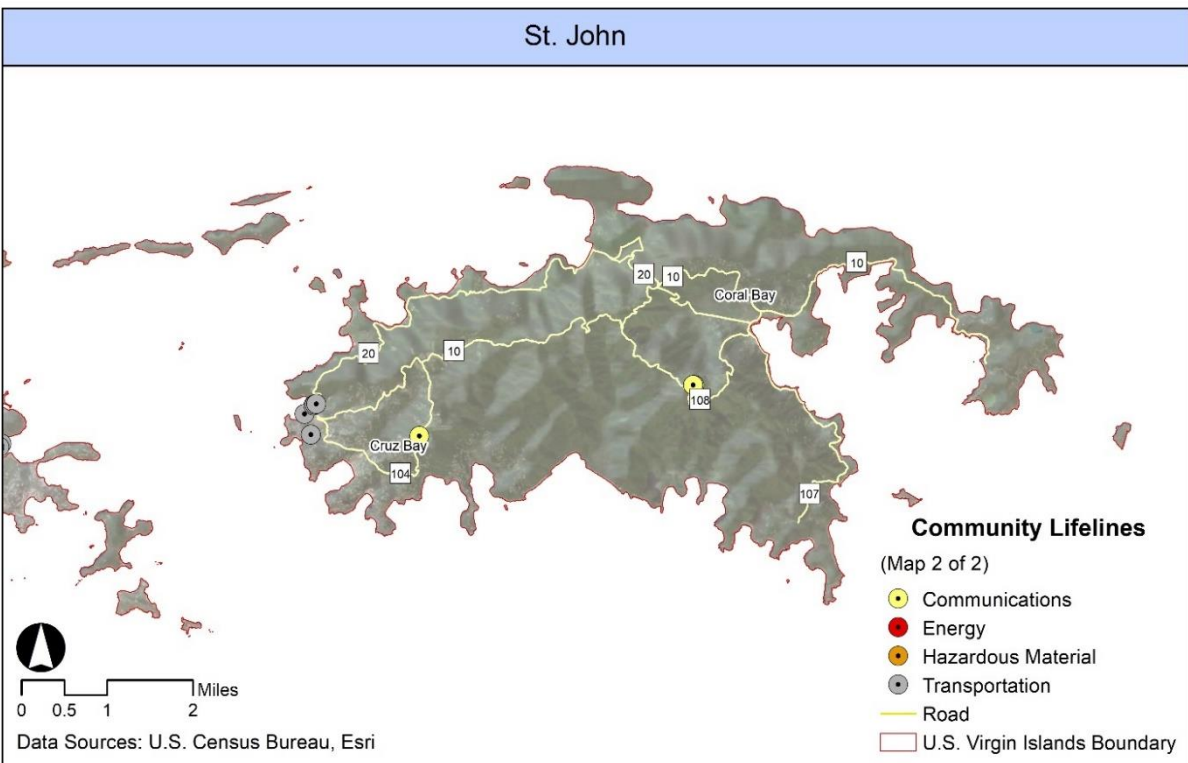 St. John
20
10
10
Coral Bay
20
10
108
Cruz Bay
104
107
Community Lifelines
(Map 2 of 2)
Communications
Energy
Hazardous Material
Transportation
Road
U.S. Virgin Islands Boundary
Miles
0 0.5 1 2
Data Sources: U.S. Census Bureau, Esri